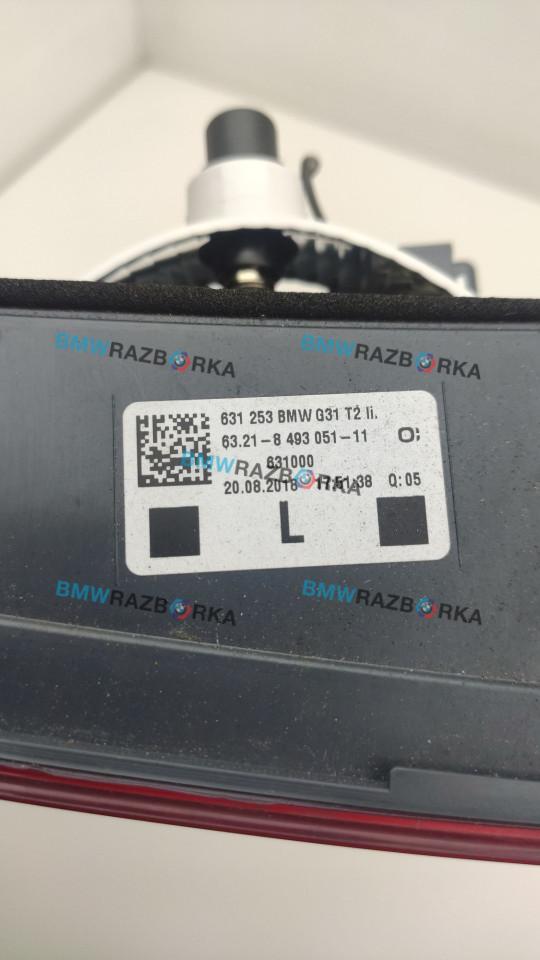 BMWRAZBORKA BMWRAZBORKA
631 253 BMW G31 T2 li.
63.21-8 493 051-11
631000
BMWRAZBORKA
20.08.2018 17:51:38 Q:05
L
BMWRAZBORKA BMWRAZBORKA